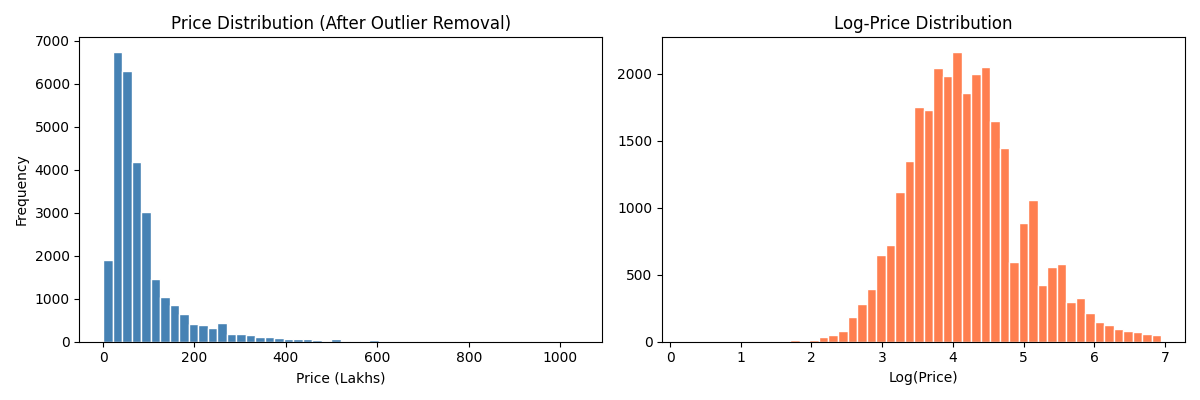 Price Distribution (After Outlier Removal)
7000
6000
5000
4000
3000
2000
1000
0
Frequency
0 200 400 600 800 1000
Price (Lakhs)
Log-Price Distribution
2000
1500
1000
500
0
0 1 2 3 4 5 6 7
Log(Price)